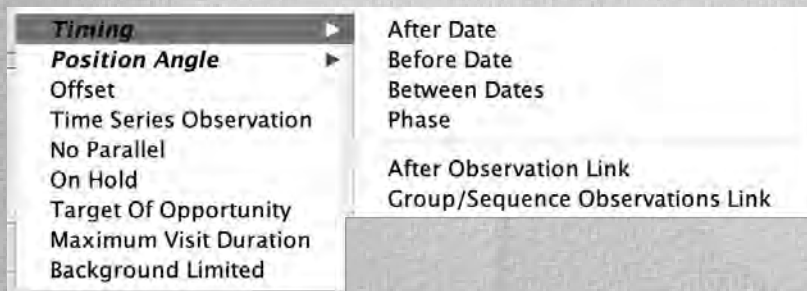 Timing
Position Angle
Offset
Time Series Observation
No Parallel
On Hold
Target Of Opportunity
Maximum Visit Duration
Background Limited
After Date
Before Date
Between Dates
Phase
After Observation Link
Group/Sequence Observations Link